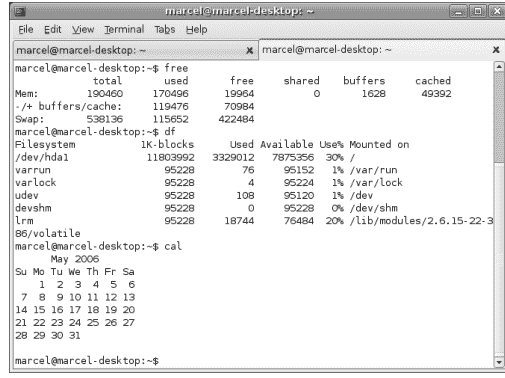 marcel@marcel-desktop: ~
File Edit View Terminal Tabs Help
marcel@marcel-desktop: ~ x marcel@marcel-desktop: ~ x
marcel@marcel-desktop:~$ free
             total       used       free     shared    buffers     cached
Mem:        190460     170496      19964          0       1628      49392
-/+ buffers/cache:     119476      70984
Swap:       538136     115652     422484
marcel@marcel-desktop:~$ df
Filesystem           1K-blocks      Used Available Use% Mounted on
/dev/hda1             11803992   3329012   7875356  30% /
varrun                   95228        76     95152   1% /var/run
varlock                  95228         4     95224   1% /var/lock
udev                     95228       108     95120   1% /dev
devshm                   95228         0     95228   0% /dev/shm
lrm                      95228     18744     76484  20% /lib/modules/2.6.15-22-3
86/volatile
marcel@marcel-desktop:~$ cal
      May 2006
Su Mo Tu We Th Fr Sa
    1  2  3  4  5  6
 7  8  9 10 11 12 13
14 15 16 17 18 19 20
21 22 23 24 25 26 27
28 29 30 31
marcel@marcel-desktop:~$